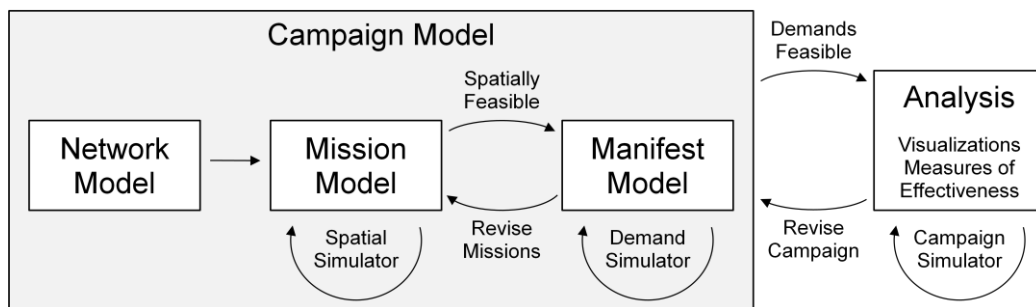 Campaign Model
Demands
Feasible
Spatially
Feasible
Analysis
Visualizations
Measures of
Effectiveness
Network
Model
Mission
Model
Manifest
Model
Revise
Missions
Revise
Campaign
Spatial
Simulator
Demand
Simulator
Campaign
Simulator